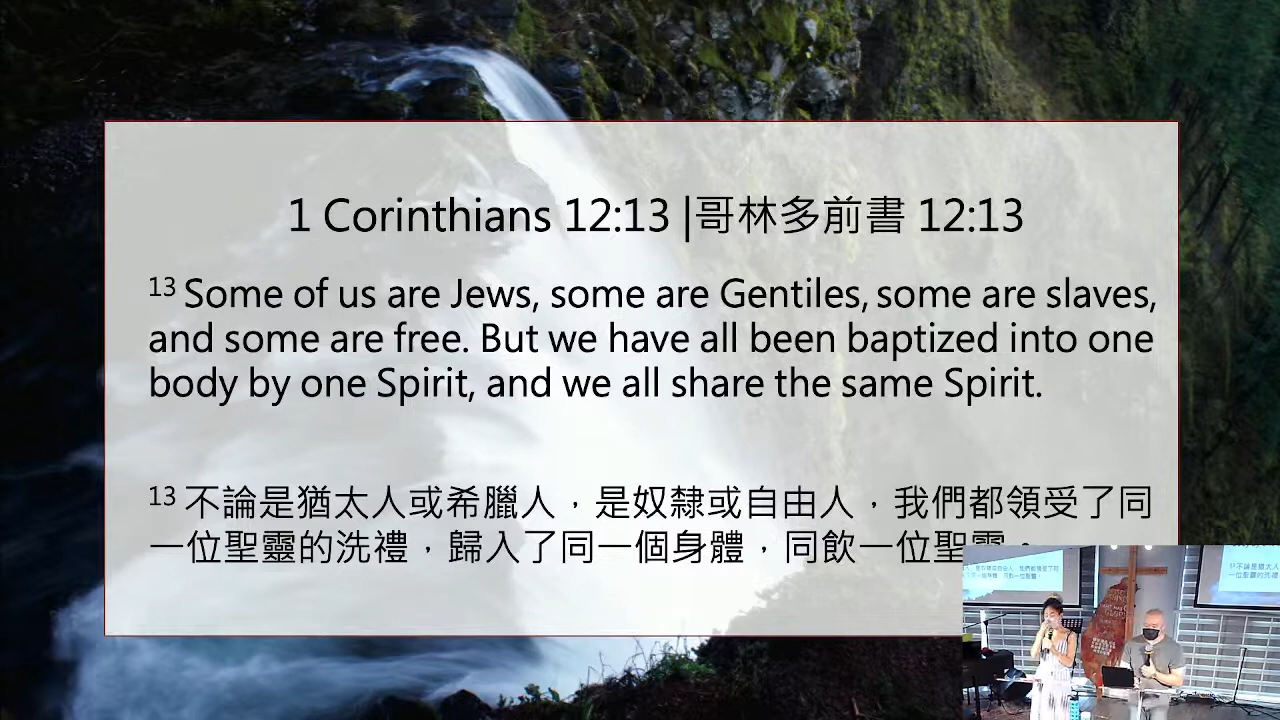 1 Corinthians 12:13 |哥林多前書 12:13
13 Some of us are Jews, some are Gentiles, some are slaves,
and some are free. But we have all been baptized into one
body by one Spirit, and we all share the same Spirit.
13 不論是猶太人或希臘人，是奴隸或自由人，我們都領受了同
一位聖靈的洗禮，歸入了同一個身體，同飲一位聖靈。